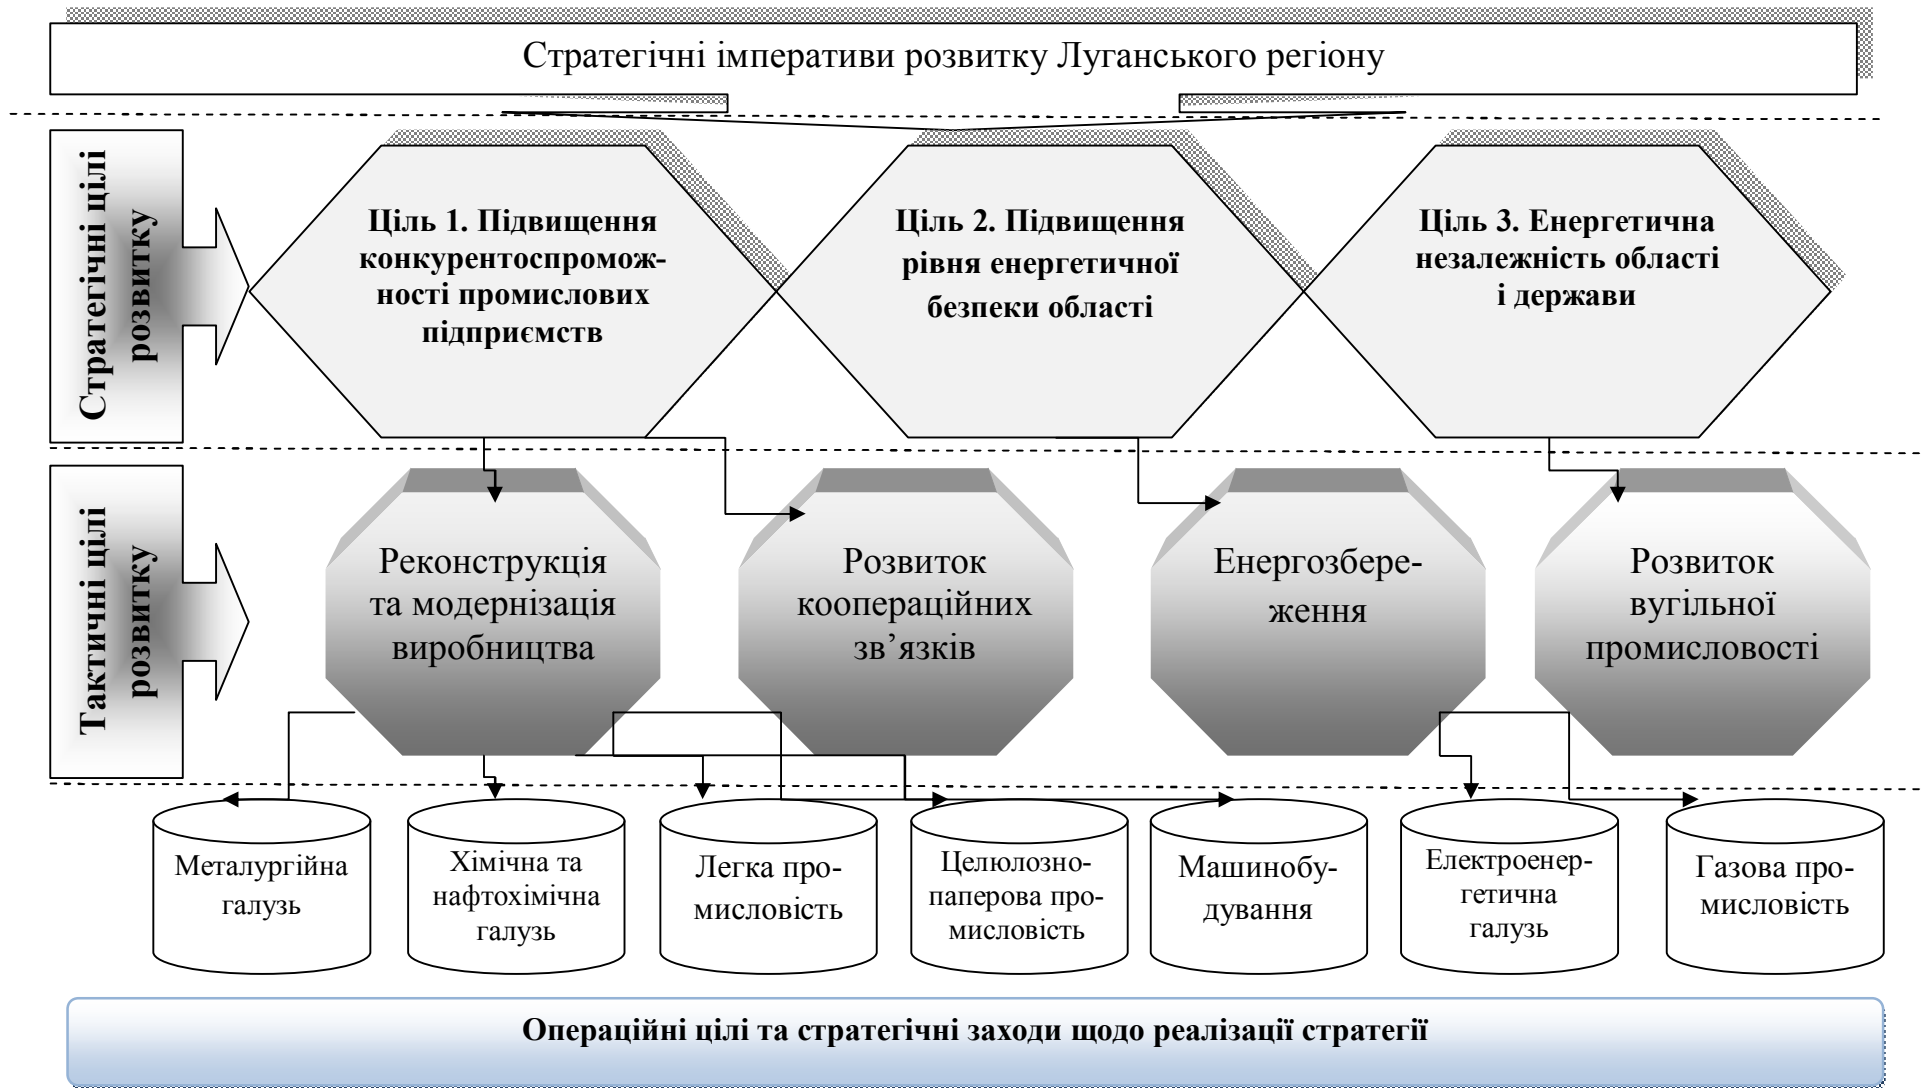 Стратегічні імперативи розвитку Луганського регіону
Стратегічні цілі
розвитку
Ціль 1. Підвищення
конкурентоспромож-
ності промислових
підприємств
Ціль 2. Підвищення
рівня енергетичної
безпеки області
Ціль 3. Енергетична
незалежність області
і держави
Тактичні цілі
розвитку
Реконструкція
та модернізація
виробництва
Розвиток
коопераційних
зв’язків
Енергозбере-
ження
Розвиток
вугільної
промисловості
Металургійна
галузь
Хімічна та
нафтохімічна
галузь
Легка про-
мисловість
Целюлозно-
паперова про-
мисловість
Машинобу-
дування
Електроенер-
гетична
галузь
Газова про-
мисловість
Операційні цілі та стратегічні заходи щодо реалізації стратегії